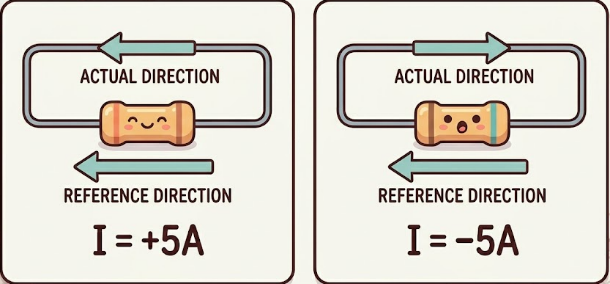 ACTUAL DIRECTION
REFERENCE DIRECTION
I = +5A
ACTUAL DIRECTION
REFERENCE DIRECTION
I = −5A